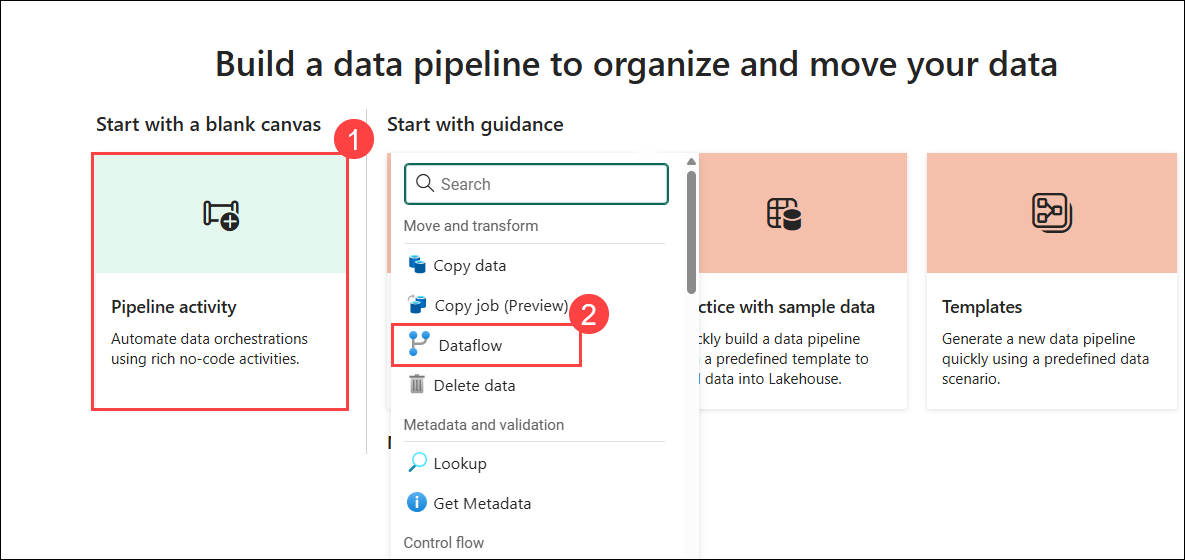 Build a data pipeline to organize and move your data
Start with a blank canvas
1
Start with guidance
Pipeline activity
Automate data orchestrations
using rich no-code activities.
Search
Move and transform
Copy data
Copy job (Preview)
2
Dataflow
Delete data
Metadata and validation
Lookup
Get Metadata
Control flow
with sample data
build a data pipeline
a predefined template to
data into Lakehouse.
Templates
Generate a new data pipeline
quickly using a predefined data
scenario.